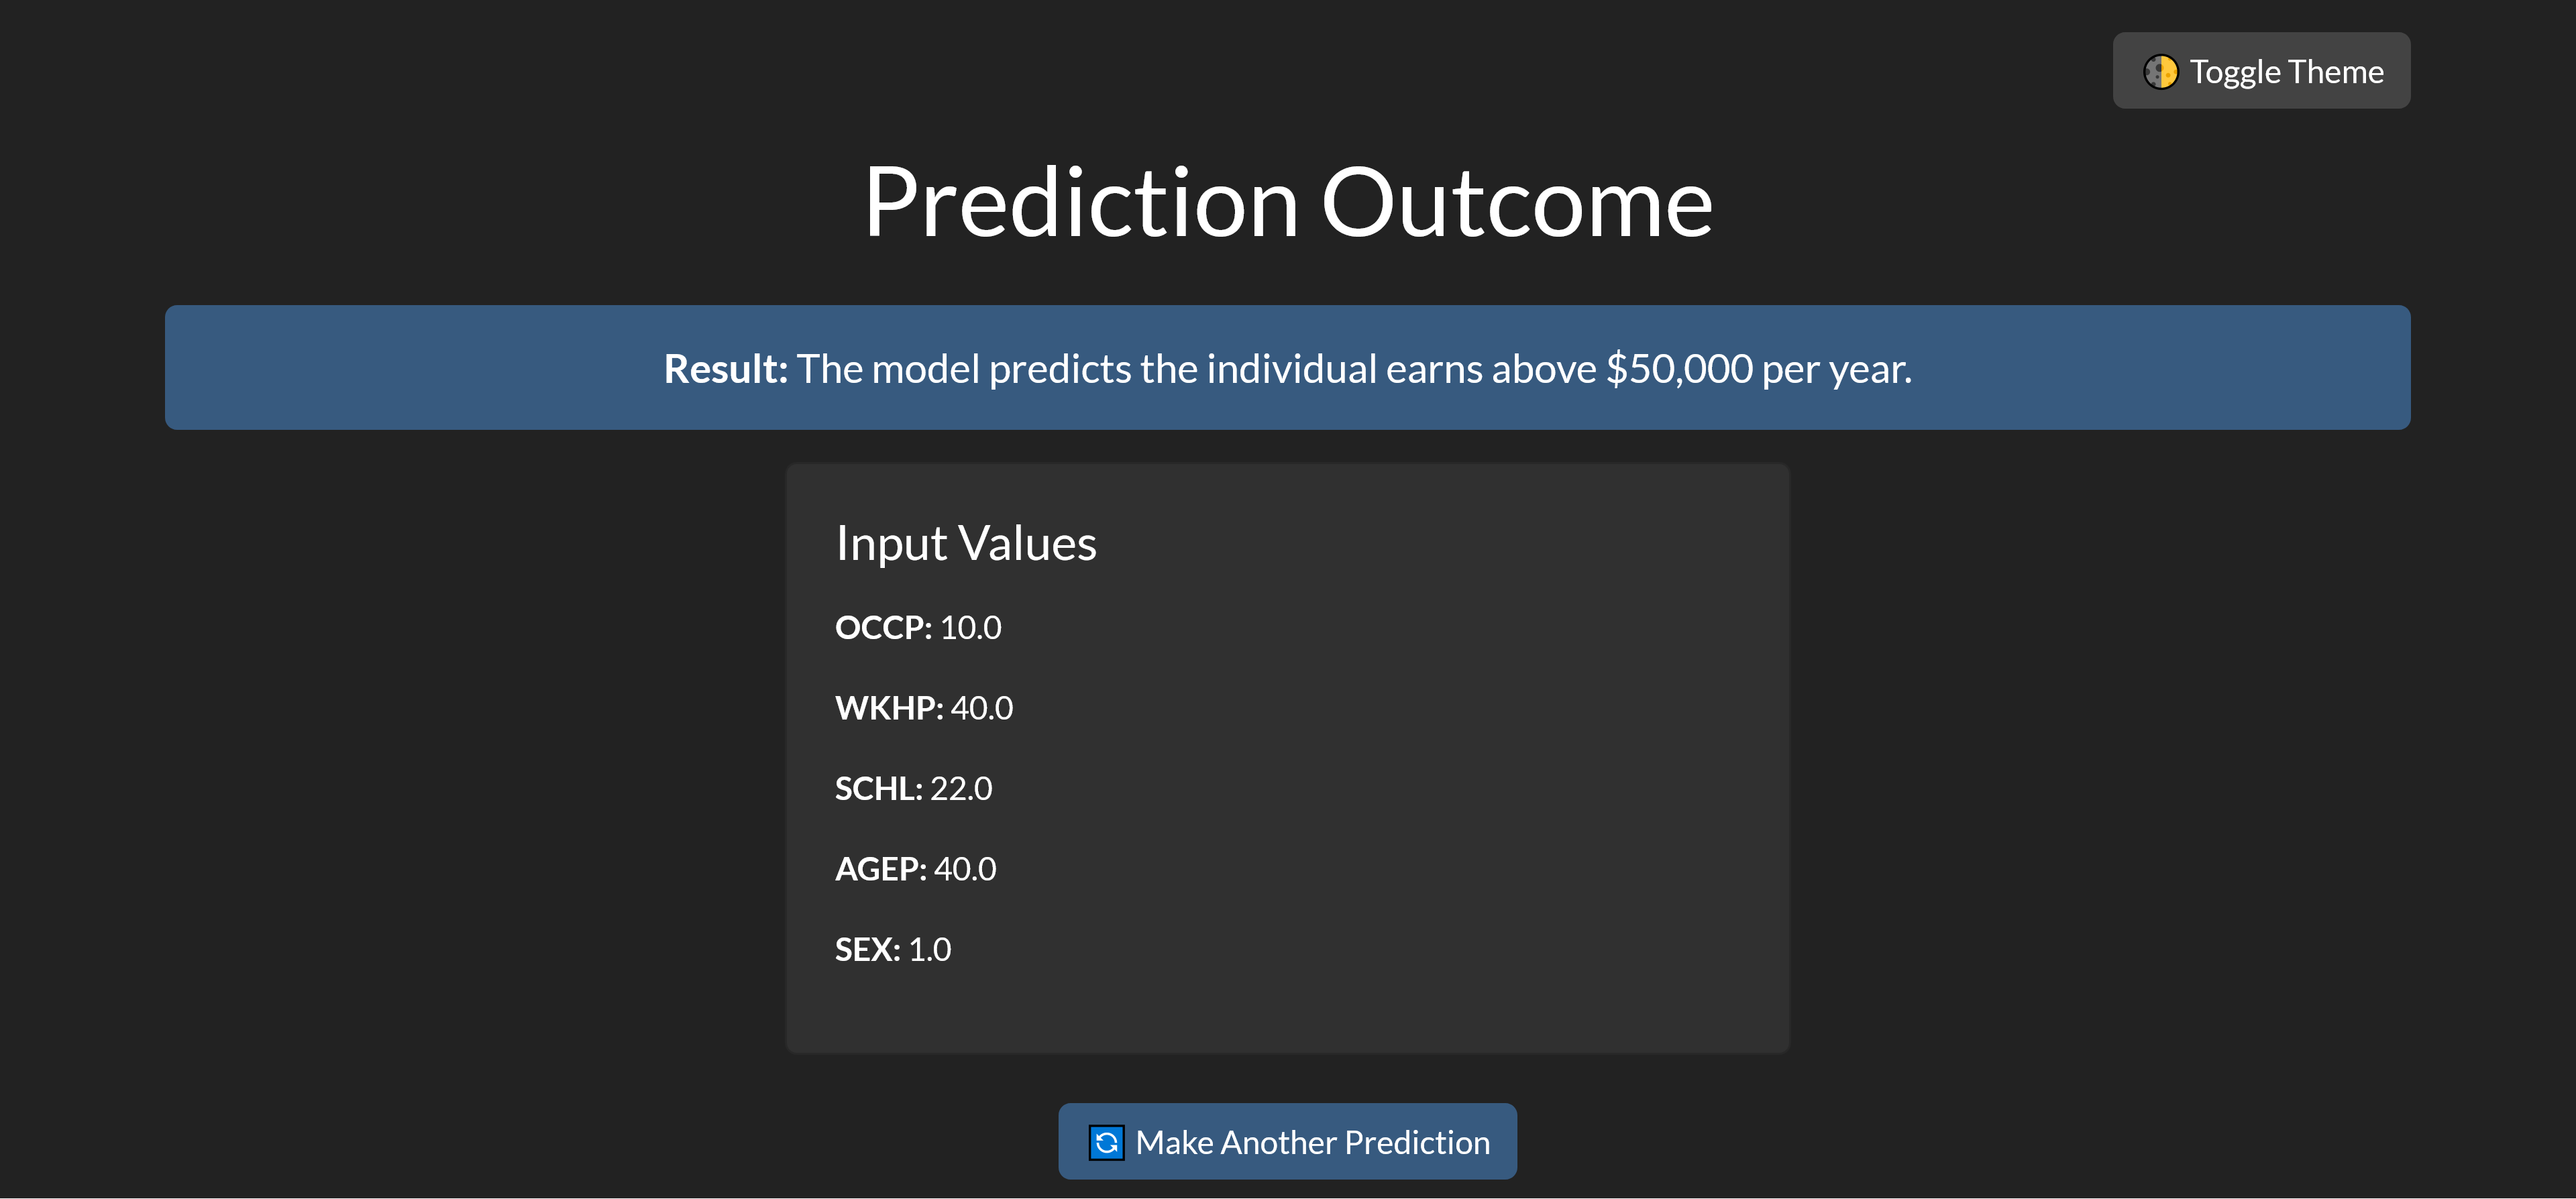 Toggle Theme
Prediction Outcome
Result: The model predicts the individual earns above $50,000 per year.
Input Values
OCCP: 10.0
WKHP: 40.0
SCHL: 22.0
AGEP: 40.0
SEX: 1.0
Make Another Prediction